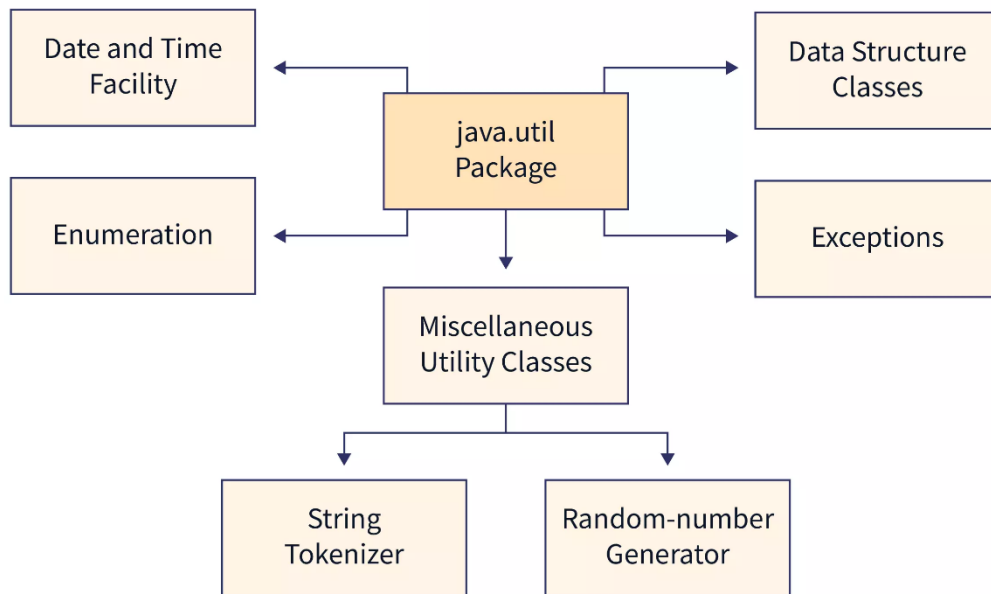 Date and Time
Facility
Data Structure
Classes
java.util
Package
Enumeration
Exceptions
Miscellaneous
Utility Classes
String
Tokenizer
Random-number
Generator